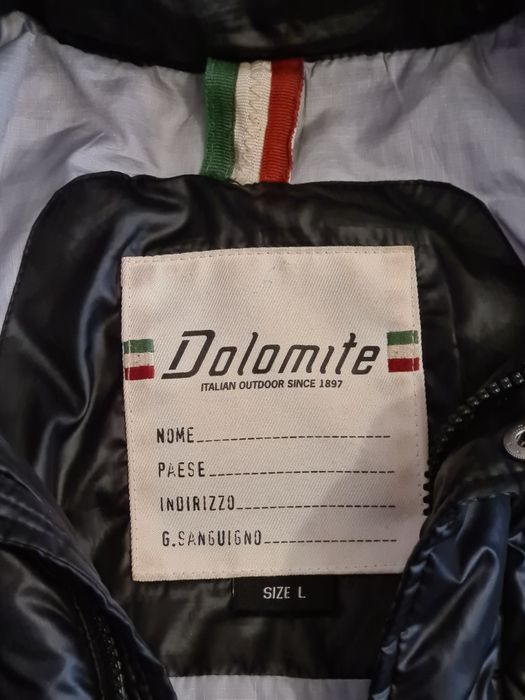 Dolomite
ITALIAN OUTDOOR SINCE 1897
NOME
PAESE
INDIRIZZO
G.SANGUIGNO
SIZE L